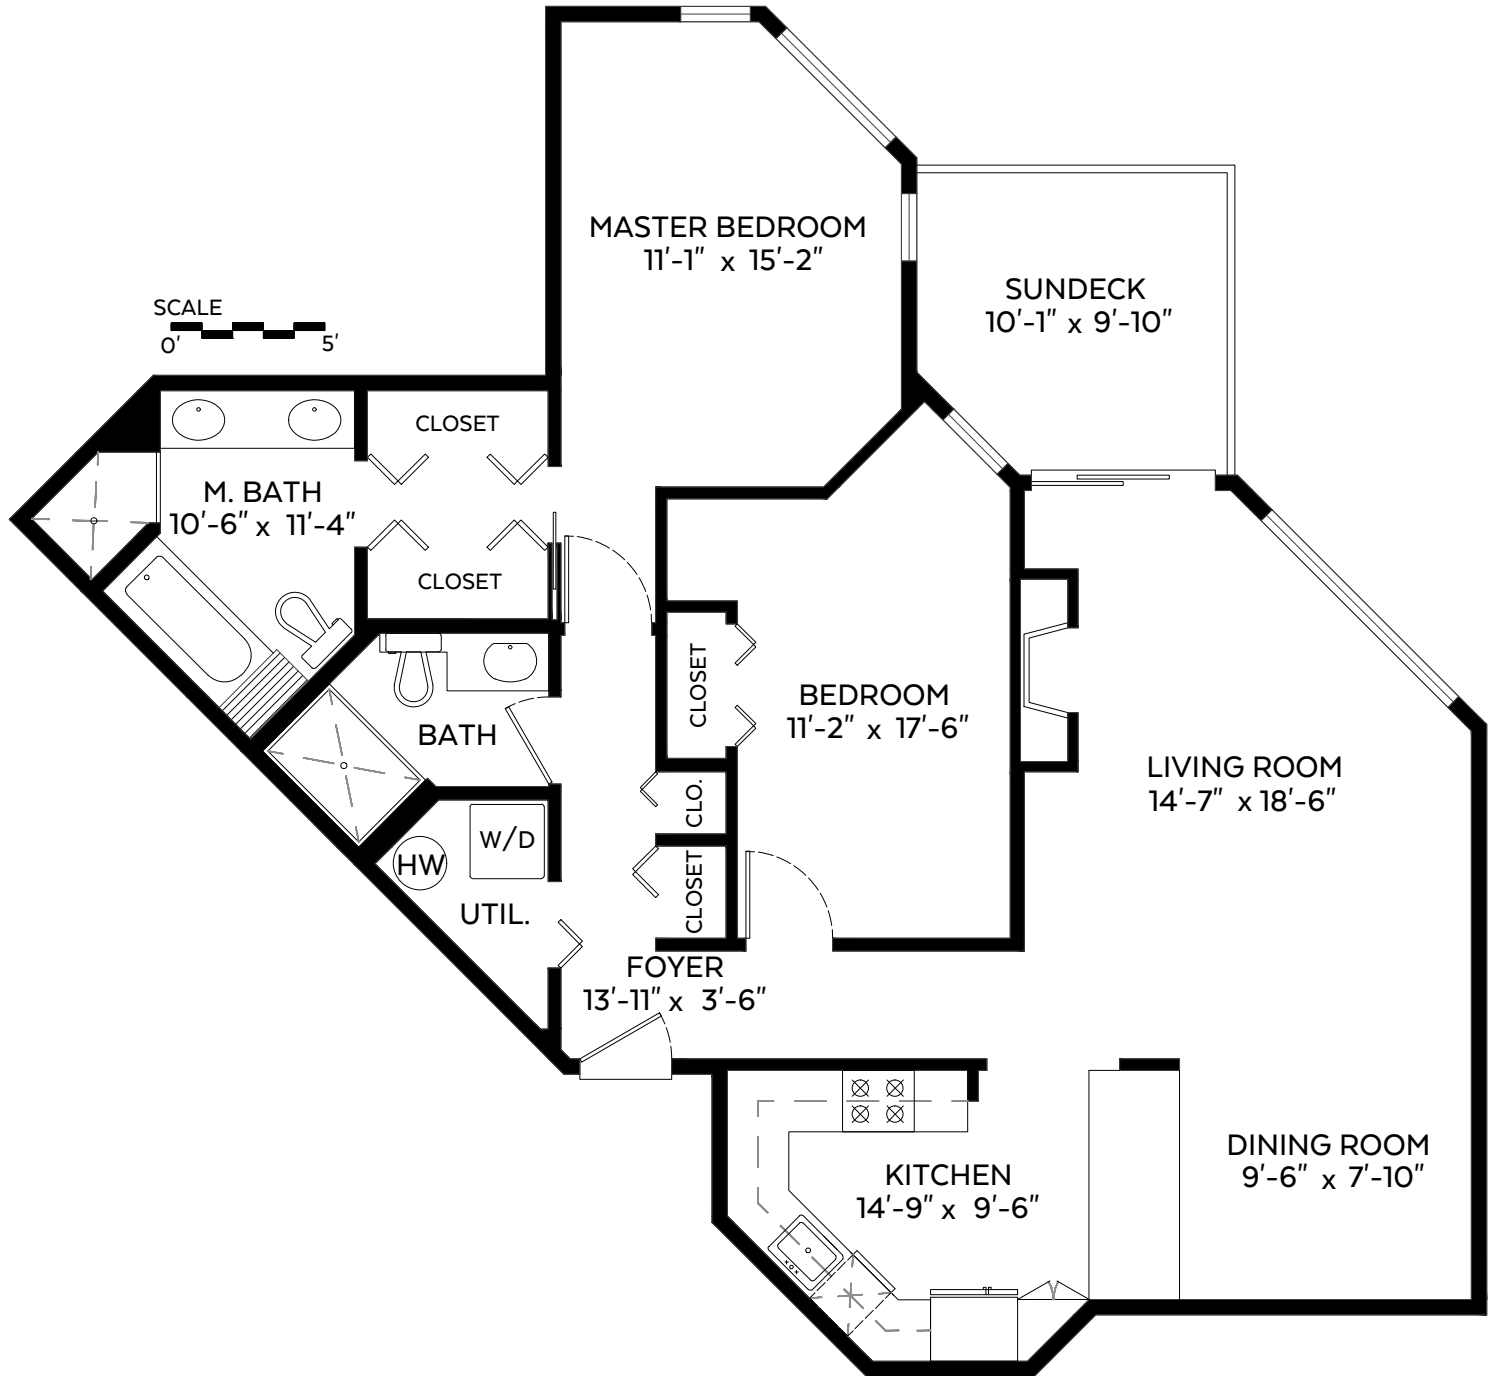 MASTER BEDROOM
11'-1" x 15'-2"
SUNDECK
10'-1" x 9'-10"
SCALE
0' 5'
CLOSET
M. BATH
10'-6" x 11'-4"
CLOSET
CLOSET
BEDROOM
11'-2" x 17'-6"
BATH
LIVING ROOM
14'-7" x 18'-6"
CLO.
W/D
HW
CLOSET
UTIL.
FOYER
13'-11" x 3'-6"
KITCHEN
14'-9" x 9'-6"
DINING ROOM
9'-6" x 7'-10"